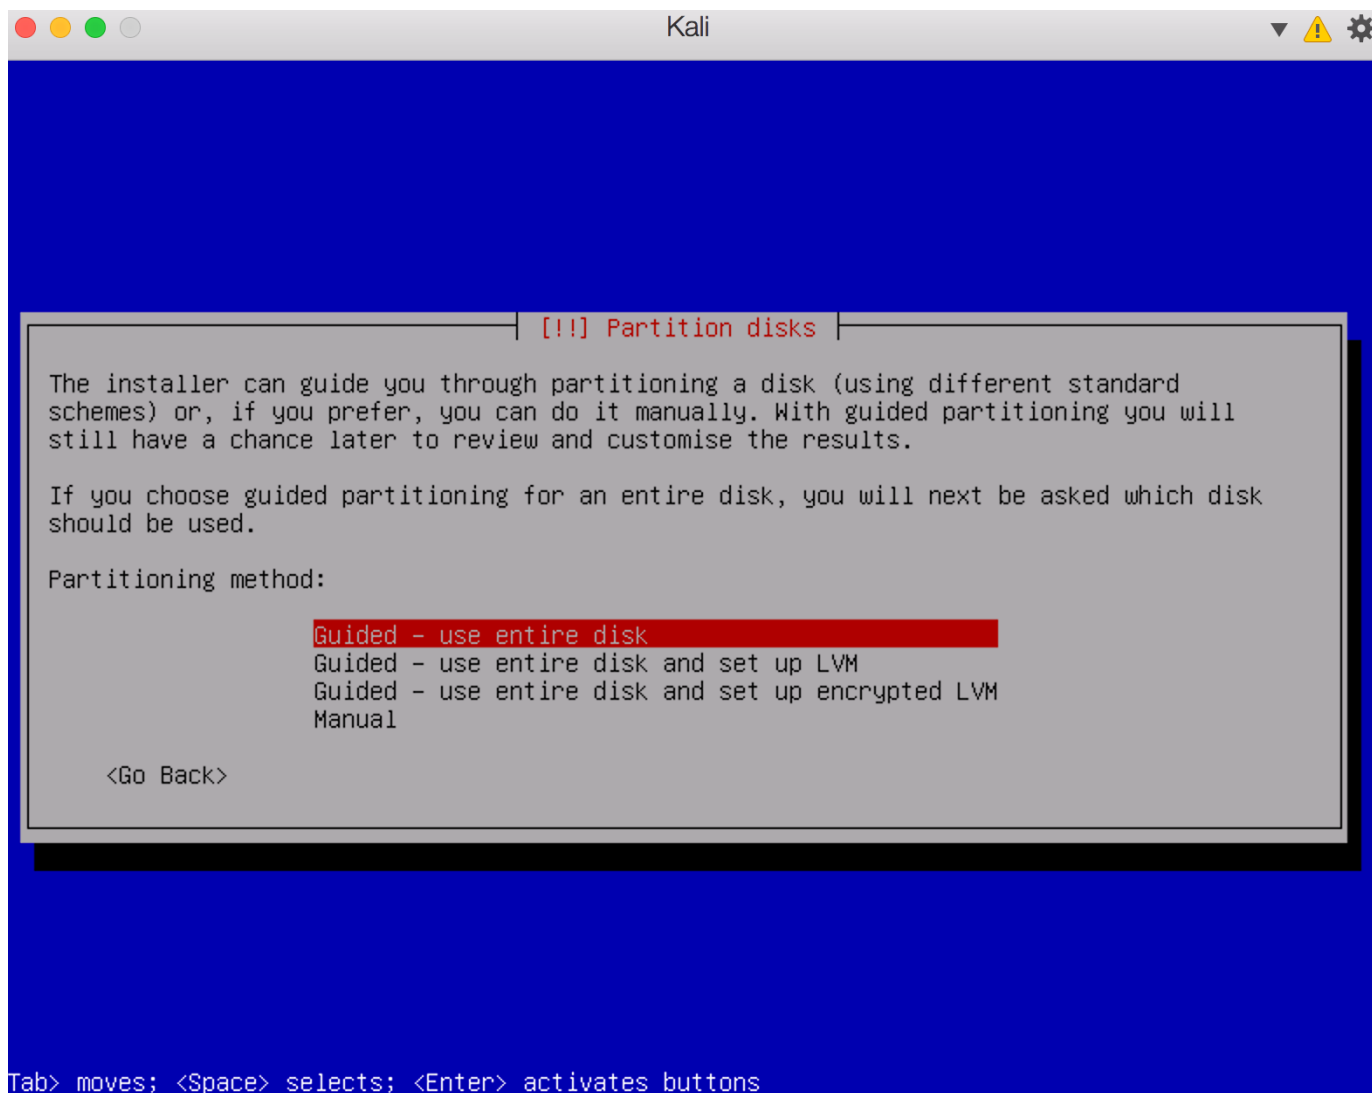 Kali
[!!] Partition disks
The installer can guide you through partitioning a disk (using different standard
schemes) or, if you prefer, you can do it manually. With guided partitioning you will
still have a chance later to review and customise the results.
If you choose guided partitioning for an entire disk, you will next be asked which disk
should be used.
Partitioning method:
Guided – use entire disk
Guided – use entire disk and set up LVM
Guided – use entire disk and set up encrypted LVM
Manual
<Go Back>
Tab> moves; <Space> selects; <Enter> activates buttons